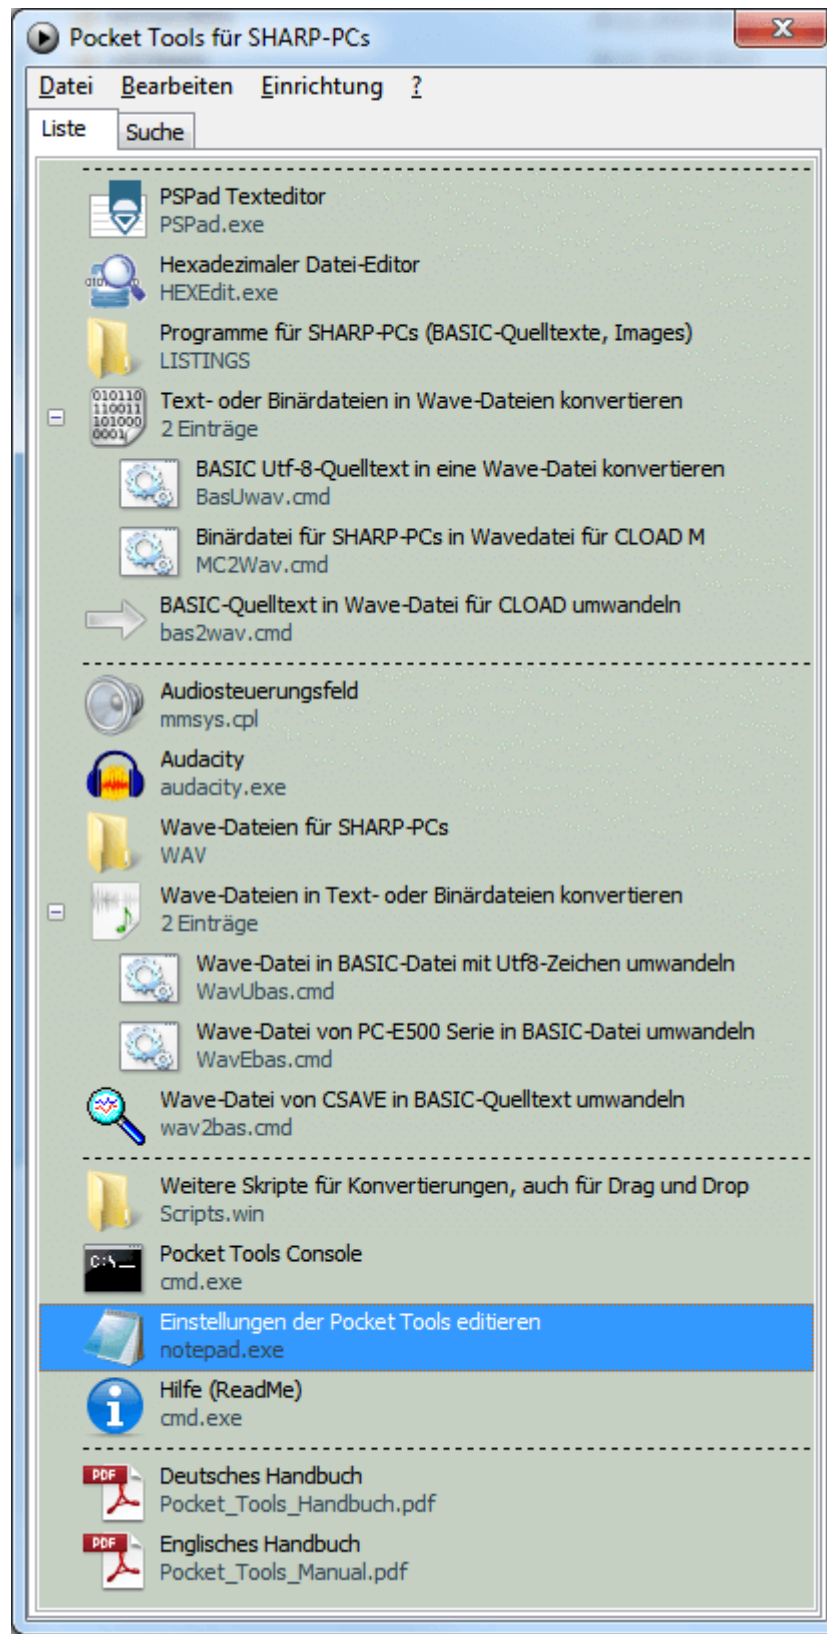 Pocket Tools für SHARP-PCs
Datei Bearbeiten Einrichtung ?
Liste Suche
PSPad Texteditor
PSPad.exe
Hexadezimaler Datei-Editor
HEXEdit.exe
Programme für SHARP-PCs (BASIC-Quelltexte, Images)
LISTINGS
Text- oder Binärdateien in Wave-Dateien konvertieren
2 Einträge
BASIC Utf-8-Quelltext in eine Wave-Datei konvertieren
BasUwav.cmd
Binärdatei für SHARP-PCs in Wavedatei für CLOAD M
MC2Wav.cmd
BASIC-Quelltext in Wave-Datei für CLOAD umwandeln
bas2wav.cmd
Audiosteuerungsfeld
mmsys.cpl
Audacity
audacity.exe
Wave-Dateien für SHARP-PCs
WAV
Wave-Dateien in Text- oder Binärdateien konvertieren
2 Einträge
Wave-Datei in BASIC-Datei mit Utf8-Zeichen umwandeln
WavUbas.cmd
Wave-Datei von PC-E500 Serie in BASIC-Datei umwandeln
WavEbas.cmd
Wave-Datei von CSAVE in BASIC-Quelltext umwandeln
wav2bas.cmd
Weitere Skripte für Konvertierungen, auch für Drag und Drop
Scripts.win
Pocket Tools Console
cmd.exe
Einstellungen der Pocket Tools editieren
notepad.exe
Hilfe (ReadMe)
cmd.exe
Deutsches Handbuch
Pocket_Tools_Handbuch.pdf
Englisches Handbuch
Pocket_Tools_Manual.pdf